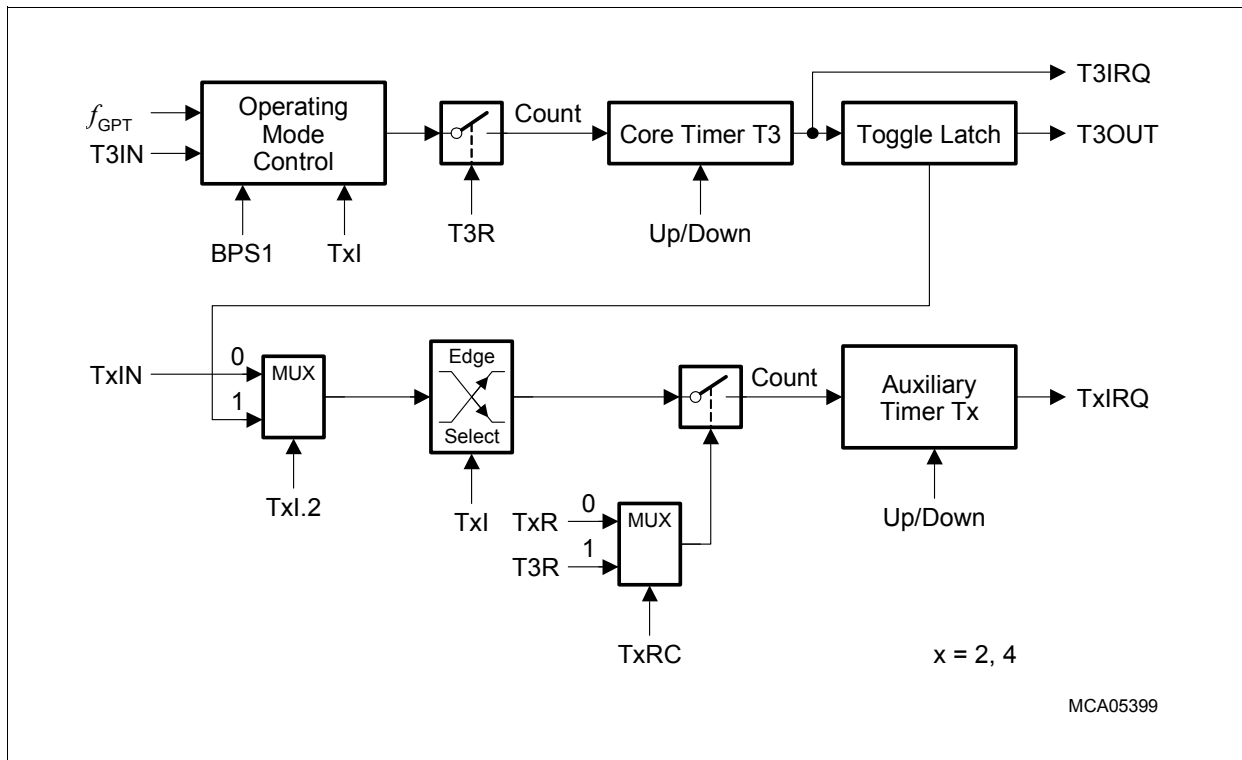 T3IRQ
fGPT
T3IN
Operating
Mode
Control
Count
Core Timer T3
Toggle Latch
T3OUT
BPS1
TxI
T3R
Up/Down
TxIN
0
1
MUX
TxI.2
Edge
Select
TxI
Count
Auxiliary
Timer Tx
TxIRQ
TxR
0
T3R
1
MUX
TxRC
Up/Down
x = 2, 4
MCA05399